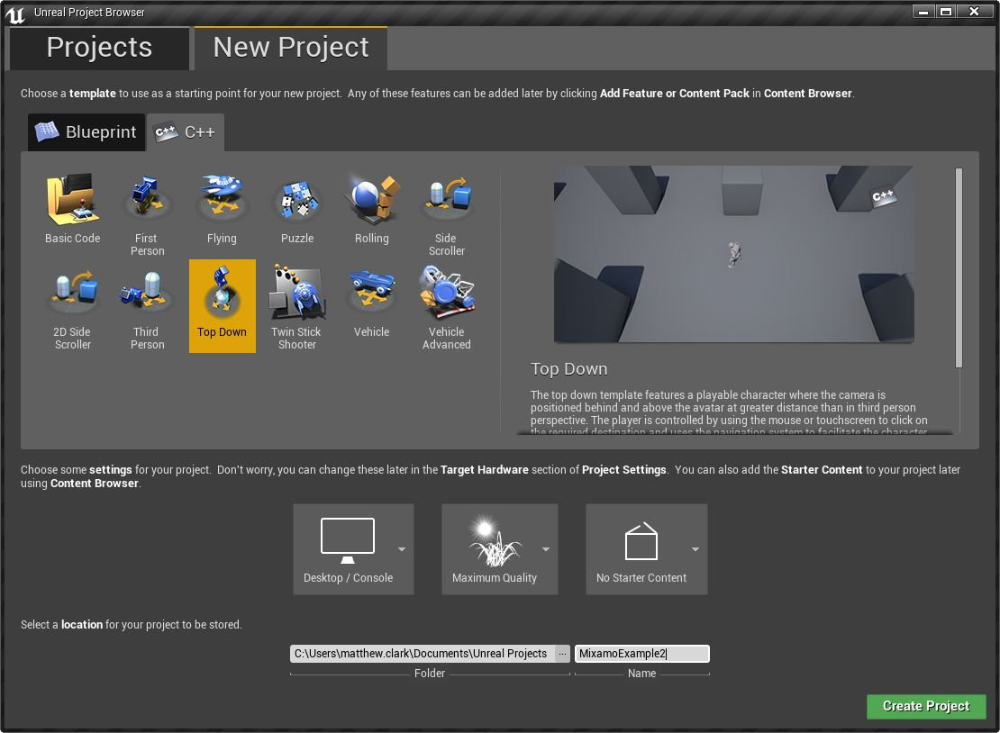 Unreal Project Browser
Projects
New Project
Choose a template to use as a starting point for your new project. Any of these features can be added later by clicking Add Feature or Content Pack in Content Browser.
Blueprint
C++
C++
Basic Code
First
Person
Flying
Puzzle
Rolling
Side
Scroller
2D Side
Scroller
Third
Person
Top Down
Twin Stick
Shooter
Vehicle
Vehicle
Advanced
C++
Top Down
The top down template features a playable character where the camera is
positioned behind and above the avatar at greater distance than in third person
perspective. The player is controlled by using the mouse or touchscreen to click on
the required destination and uses the navigation system to facilitate the character
Choose some settings for your project. Don't worry, you can change these later in the Target Hardware section of Project Settings. You can also add the Starter Content to your project later
using Content Browser.
Desktop / Console
Maximum Quality
No Starter Content
Select a location for your project to be stored.
C:\Users\matthew.clark\Documents\Unreal Projects
...
MixamoExample2
Folder
Name
Create Project